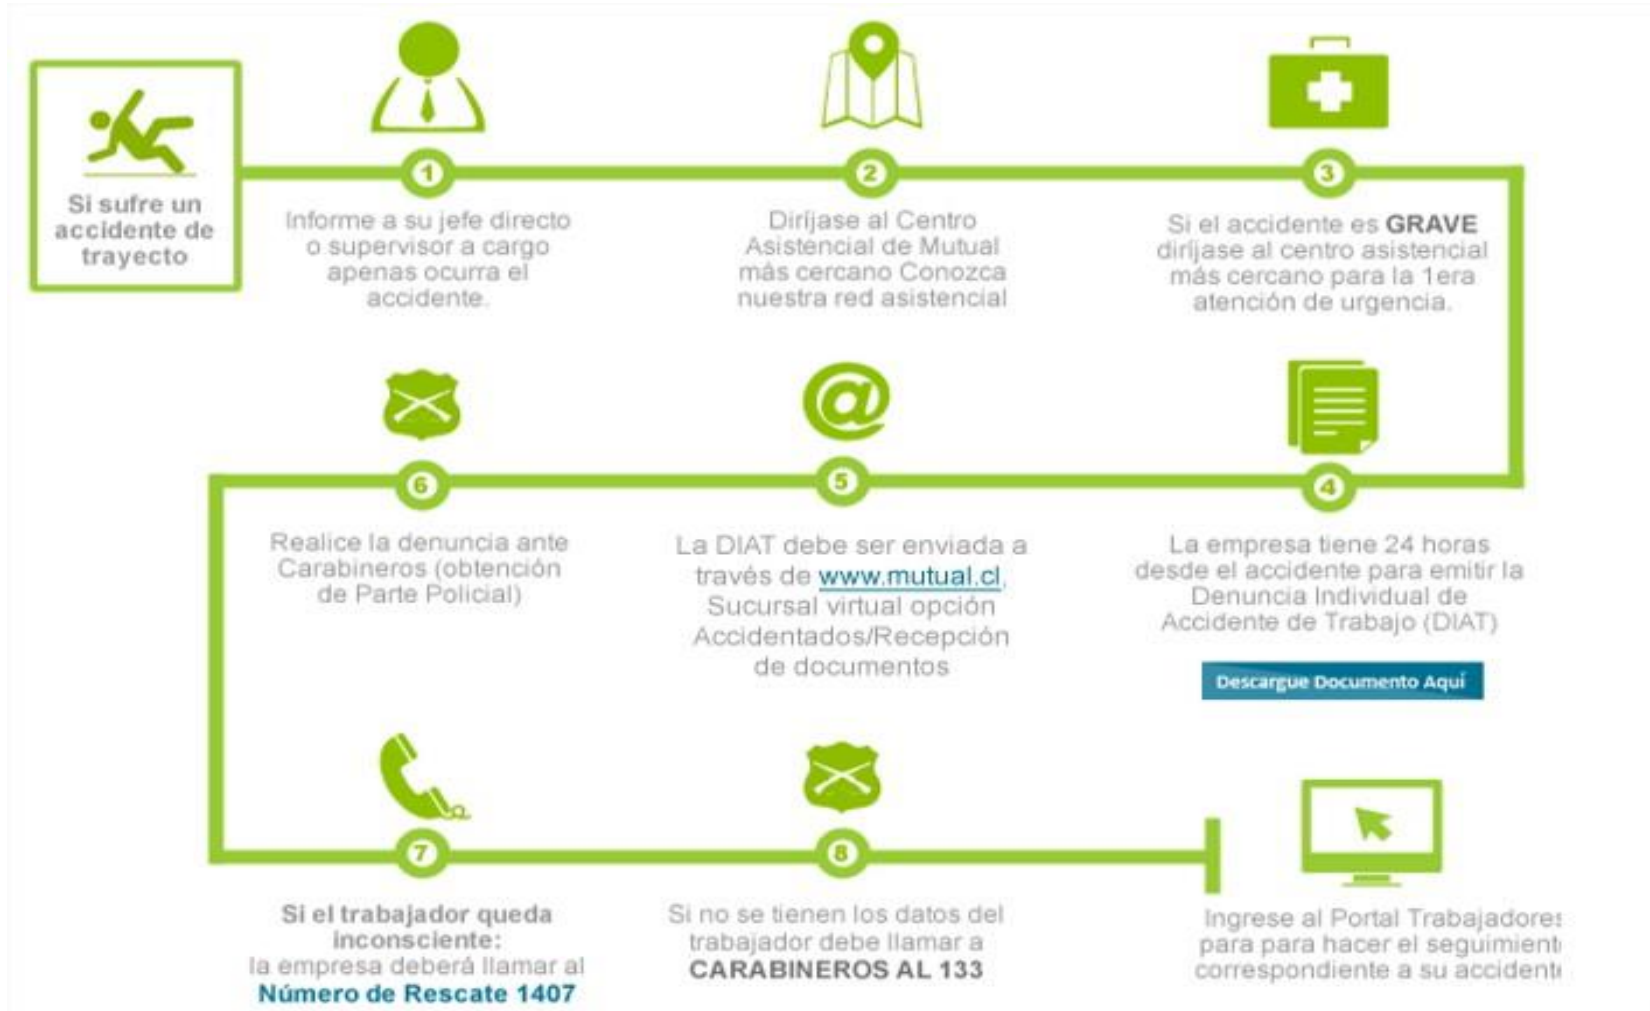 Si sufre un
accidente de
trayecto
1
Informe a su jefe directo
o supervisor a cargo
apenas ocurra el
accidente.
2
Diríjase al Centro
Asistencial de Mutual
más cercano Conozca
nuestra red asistencial
3
Si el accidente es GRAVE
diríjase al centro asistencial
más cercano para la 1era
atención de urgencia.
4
La empresa tiene 24 horas
desde el accidente para emitir la
Denuncia Individual de
Accidente de Trabajo (DIAT)
Descargue Documento Aquí
5
La DIAT debe ser enviada a
través de www.mutual.cl,
Sucursal virtual opción
Accidentados/Recepción
de documentos
6
Realice la denuncia ante
Carabineros (obtención
de Parte Policial)
7
Si el trabajador queda
inconsciente:
la empresa deberá llamar al
Número de Rescate 1407
8
Si no se tienen los datos del
trabajador debe llamar a
CARABINEROS AL 133
Ingrese al Portal Trabajadores
para para hacer el seguimient
correspondiente a su accident